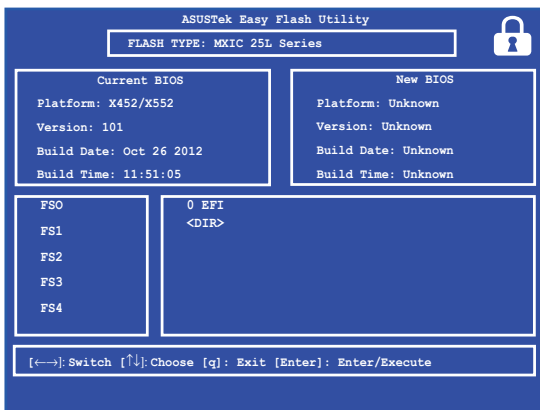 ASUSTek Easy Flash Utility
FLASH TYPE: MXIC 25L Series
Current BIOS
Platform: X452/X552
Version: 101
Build Date: Oct 26 2012
Build Time: 11:51:05
New BIOS
Platform: Unknown
Version: Unknown
Build Date: Unknown
Build Time: Unknown
FSO
FS1
FS2
FS3
FS4
0 EFI
<DIR>
[←→]: Switch [↑↓]: Choose [q]: Exit [Enter]: Enter/Execute